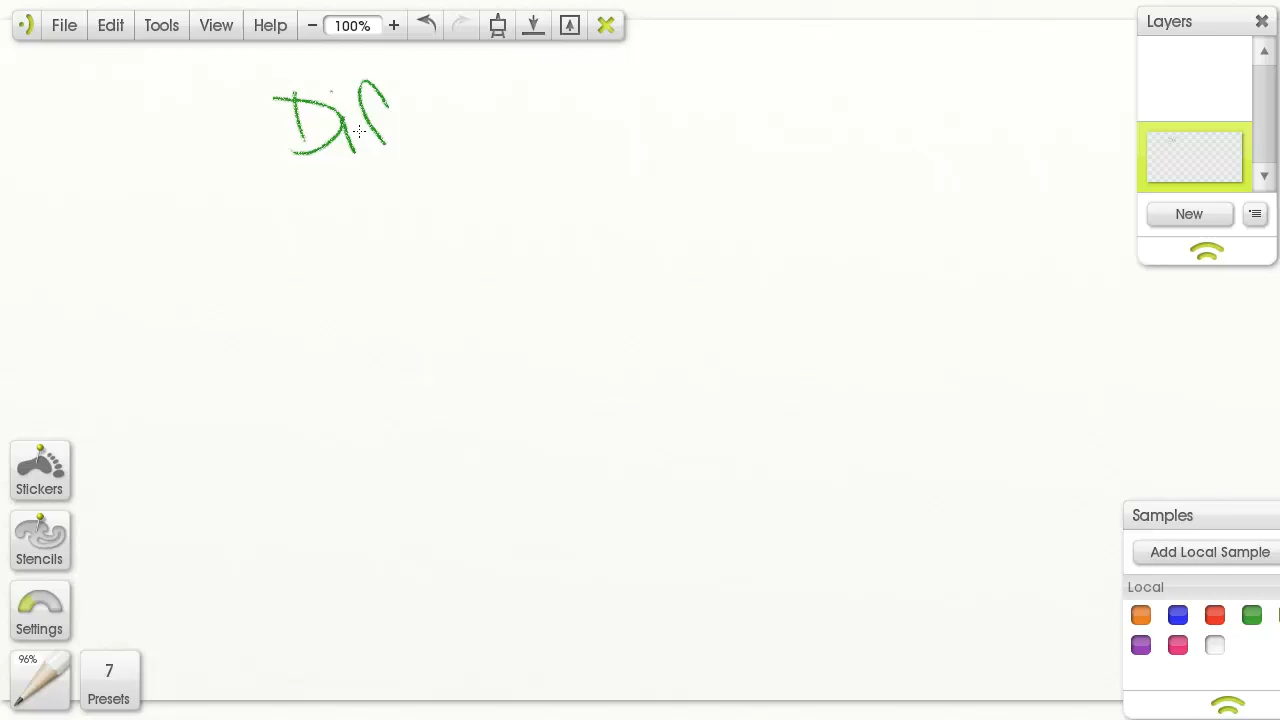 File Edit Tools View Help 100%
Layers
New
Dif
Stickers
Stencils
Settings
96%
7
Presets
Samples
Add Local Sample
Local